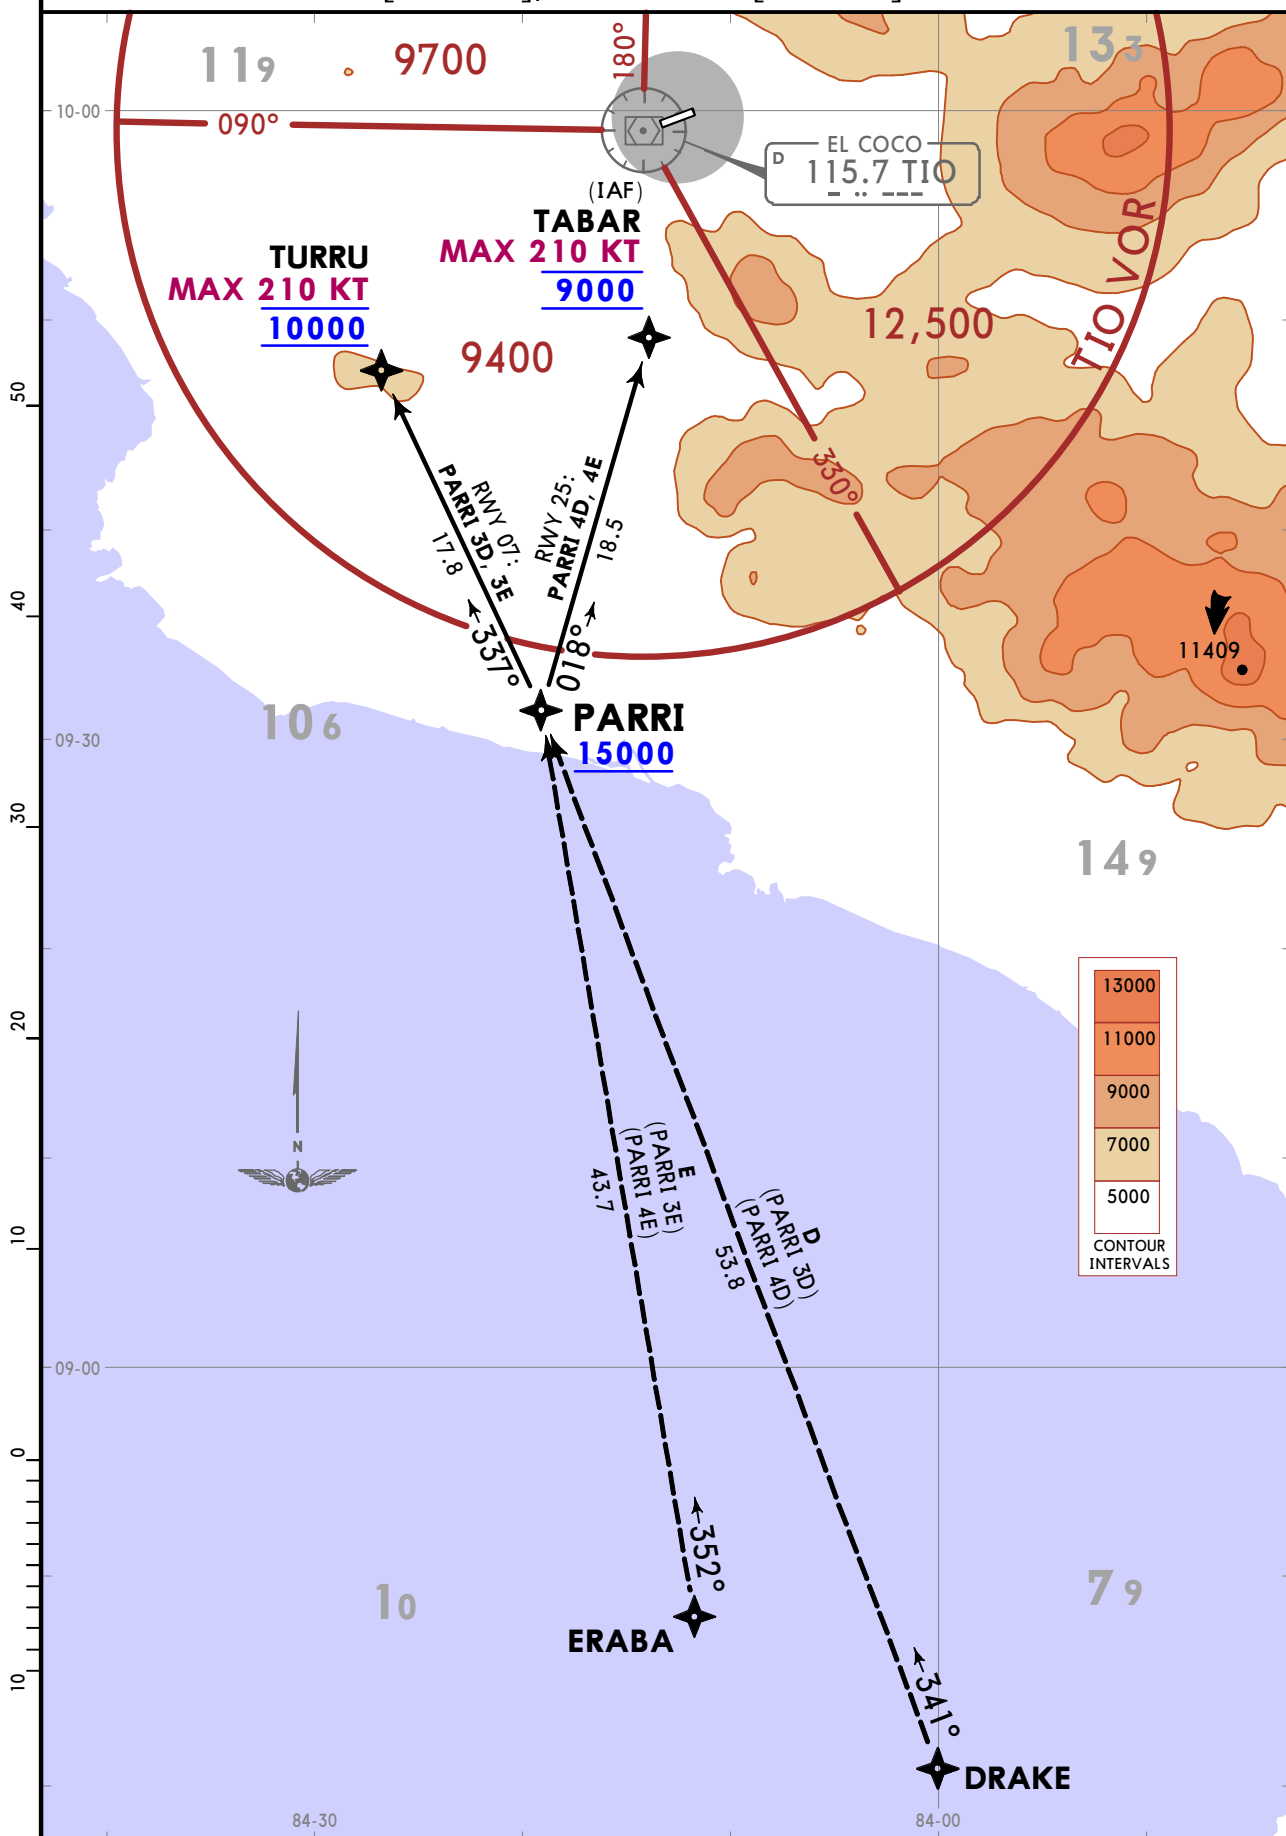 119
9700
180°
133
10-00
090°
EL COCO
D
115.7 TIO
(IAF)
TABAR
MAX 210 KT
9000
TURRU
MAX 210 KT
10000
TIO VOR
12,500
9400
50
330°
RWY 07:
PARRI 3D, 3E
17.8
RWY 25:
PARRI 4D, 4E
18.5
40
337°
018°
11409
106
PARRI
15000
09-30
30
149
13000
11000
9000
7000
5000
CONTOUR
INTERVALS
20
N
E
(PARRI 3E)
(PARRI 4E)
43.7
D
(PARRI 3D)
(PARRI 4D)
53.8
10
09-00
0
352°
10
79
ERABA
10
341°
DRAKE
84-30
84-00